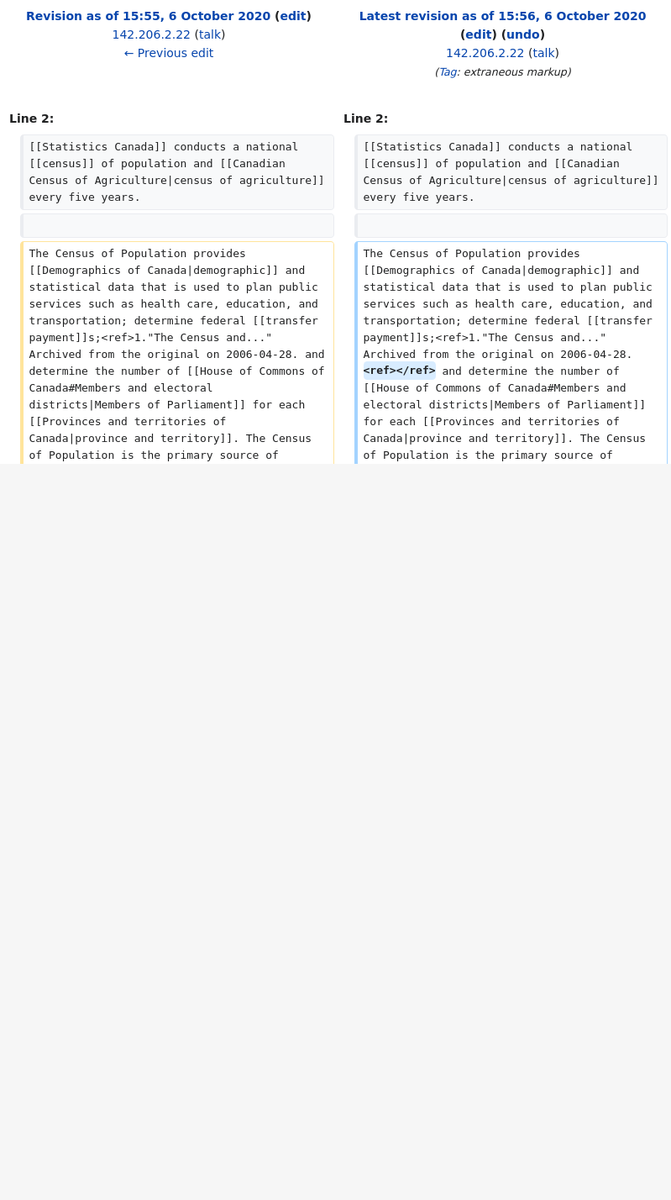 Revision as of 15:55, 6 October 2020 (edit)
142.206.2.22 (talk)
← Previous edit
Line 2:
[[Statistics Canada]] conducts a national
[[census]] of population and [[Canadian
Census of Agriculture|census of agriculture]]
every five years.
The Census of Population provides
[[Demographics of Canada|demographic]] and
statistical data that is used to plan public
services such as health care, education, and
transportation; determine federal [[transfer
payment]]s;<ref>1."The Census and..."
Archived from the original on 2006-04-28. and
determine the number of [[House of Commons of
Canada#Members and electoral
districts|Members of Parliament]] for each
[[Provinces and territories of
Canada|province and territory]]. The Census
of Population is the primary source of
Latest revision as of 15:56, 6 October 2020
(edit) (undo)
142.206.2.22 (talk)
(Tag: extraneous markup)
Line 2:
[[Statistics Canada]] conducts a national
[[census]] of population and [[Canadian
Census of Agriculture|census of agriculture]]
every five years.
The Census of Population provides
[[Demographics of Canada|demographic]] and
statistical data that is used to plan public
services such as health care, education, and
transportation; determine federal [[transfer
payment]]s;<ref>1."The Census and..."
Archived from the original on 2006-04-28.
<ref></ref> and determine the number of
[[House of Commons of Canada#Members and
electoral districts|Members of Parliament]]
for each [[Provinces and territories of
Canada|province and territory]]. The Census
of Population is the primary source of